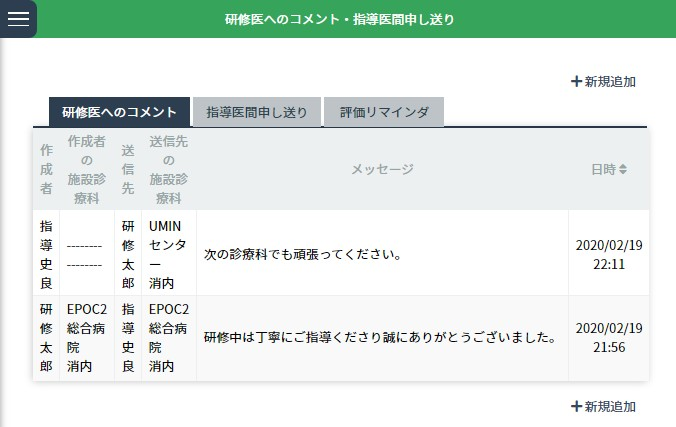 研修医へのコメント・指導医間申し送り
+新規追加
研修医へのコメント 指導医間申し送り 評価リマインダ
作成者 作成者の施設診療科 送信先 送信先の施設診療科 メッセージ 日時
指導史良 ---------------- 研修太郎 UMINセンター消内 次の診療科でも頑張ってください。 2020/02/19 22:11
研修太郎 EPOC2総合病院消内 指導史良 EPOC2総合病院消内 研修中は丁寧にご指導くださり誠にありがとうございました。 2020/02/19 21:56
+新規追加